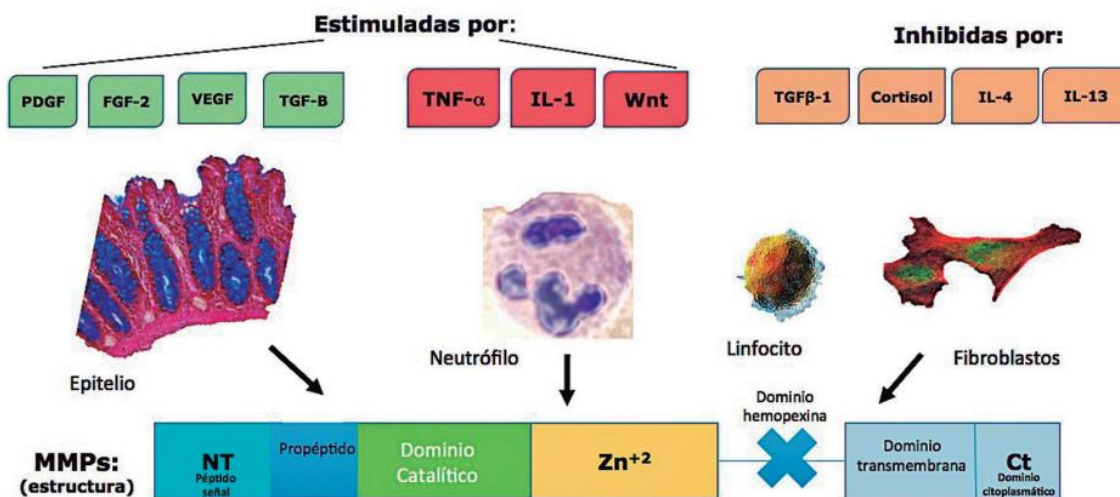 Estimuladas por:
Inhibidas por:
PDGF
FGF-2
VEGF
TGF-B
TNF-α
IL-1
Wnt
TGFβ-1
Cortisol
IL-4
IL-13
Epitelio
Neutrófilo
Linfocito
Fibroblastos
MMPs:
(estructura)
NT
Péptido
señal
Propéptido
Dominio
Catalítico
Zn+2
Dominio
hemopexina
Dominio
transmembrana
Ct
Dominio
citoplasmático